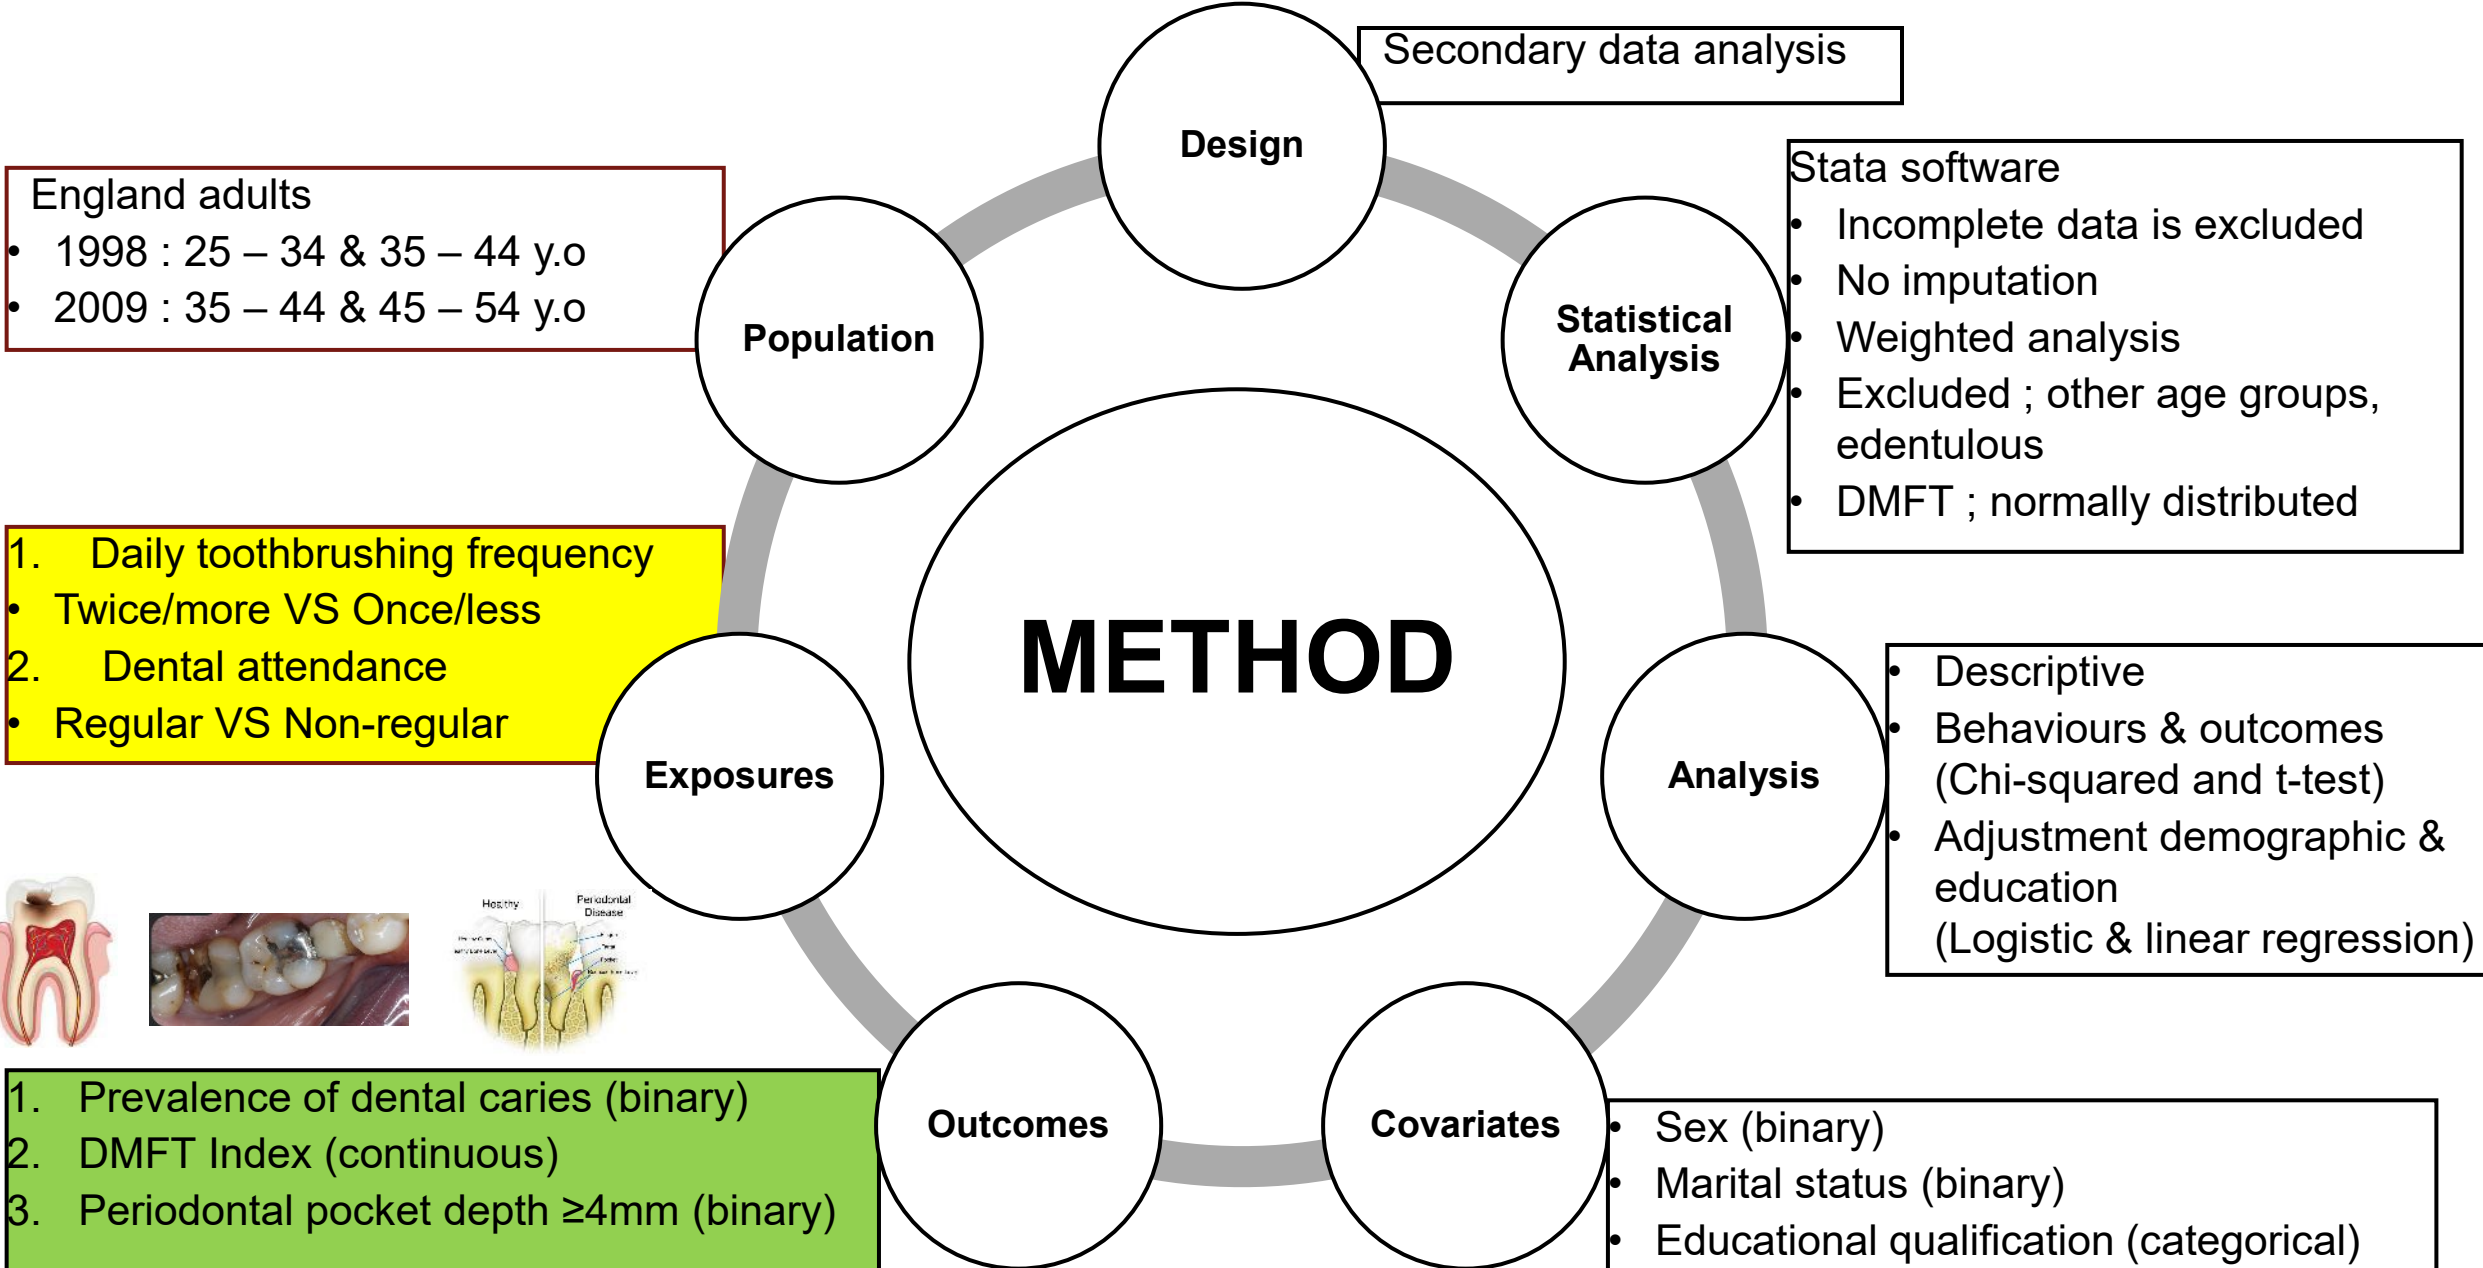 Secondary data analysis
Design
England adults
• 1998 : 25 – 34 & 35 – 44 y.o
• 2009 : 35 – 44 & 45 – 54 y.o
Population
Statistical
Analysis
Stata software
• Incomplete data is excluded
• No imputation
• Weighted analysis
• Excluded ; other age groups,
edentulous
• DMFT ; normally distributed
1. Daily toothbrushing frequency
• Twice/more VS Once/less
2. Dental attendance
• Regular VS Non-regular
Exposures
METHOD
Analysis
• Descriptive
• Behaviours & outcomes
(Chi-squared and t-test)
• Adjustment demographic &
education
(Logistic & linear regression)
Healthy
Periodontal
Disease
1. Prevalence of dental caries (binary)
2. DMFT Index (continuous)
3. Periodontal pocket depth ≥4mm (binary)
Outcomes
Covariates
• Sex (binary)
• Marital status (binary)
• Educational qualification (categorical)